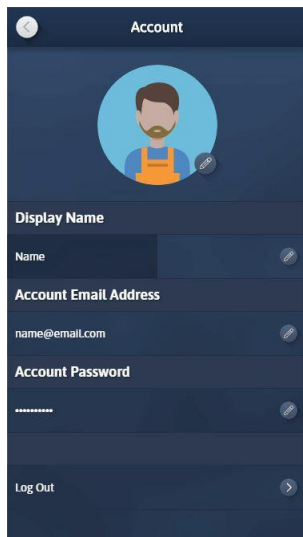 Account
Display Name
Name
Account Email Address
name@email.com
Account Password
••••••••••
Log Out